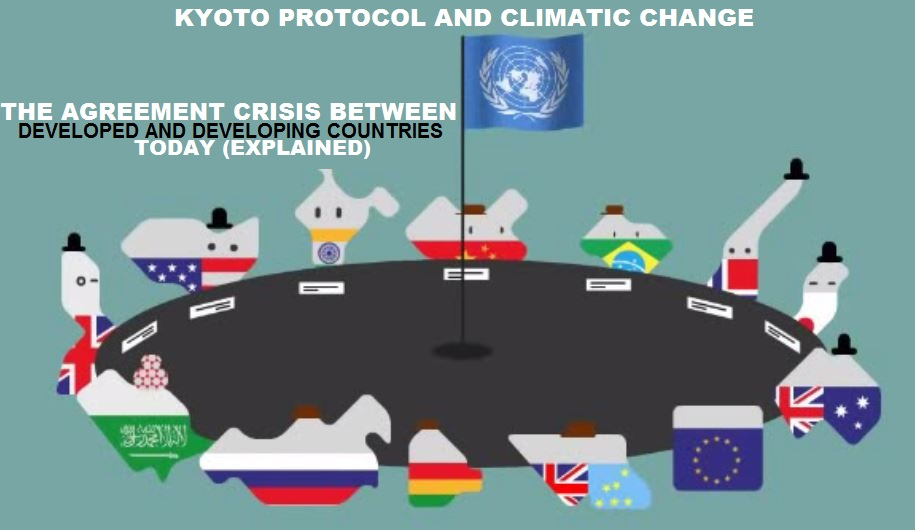 KYOTO PROTOCOL AND CLIMATIC CHANGE
THE AGREEMENT CRISIS BETWEEN
DEVELOPED AND DEVELOPING COUNTRIES
TODAY (EXPLAINED)